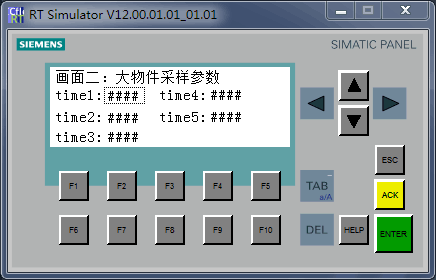 RT Simulator V12.00.01.01_01.01
SIEMENS
SIMATIC PANEL
画面二：大物件采样参数
time1: #### time4: ####
time2: #### time5: ####
time3: ####
ESC
F1 F2 F3 F4 F5
TAB
a/A
ACK
F6 F7 F8 F9 F10
DEL
HELP
ENTER